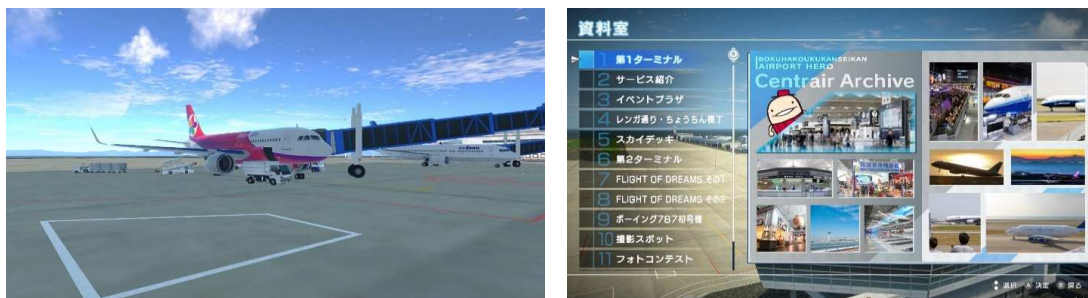 資料室
1 第1ターミナル
2 サービス紹介
3 イベントプラザ
4 レンガ通り・ちょうちん横丁
5 スカイデッキ
6 第2ターミナル
7 FLIGHT OF DREAMS その1
8 FLIGHT OF DREAMS その2
9 ボーイング787初号機
10 撮影スポット
11 フォトコンテスト
BOKUHAKOUKUKANSEIKAN
AIRPORT HERO
Centrair Archive
選択 A 決定 B 戻る